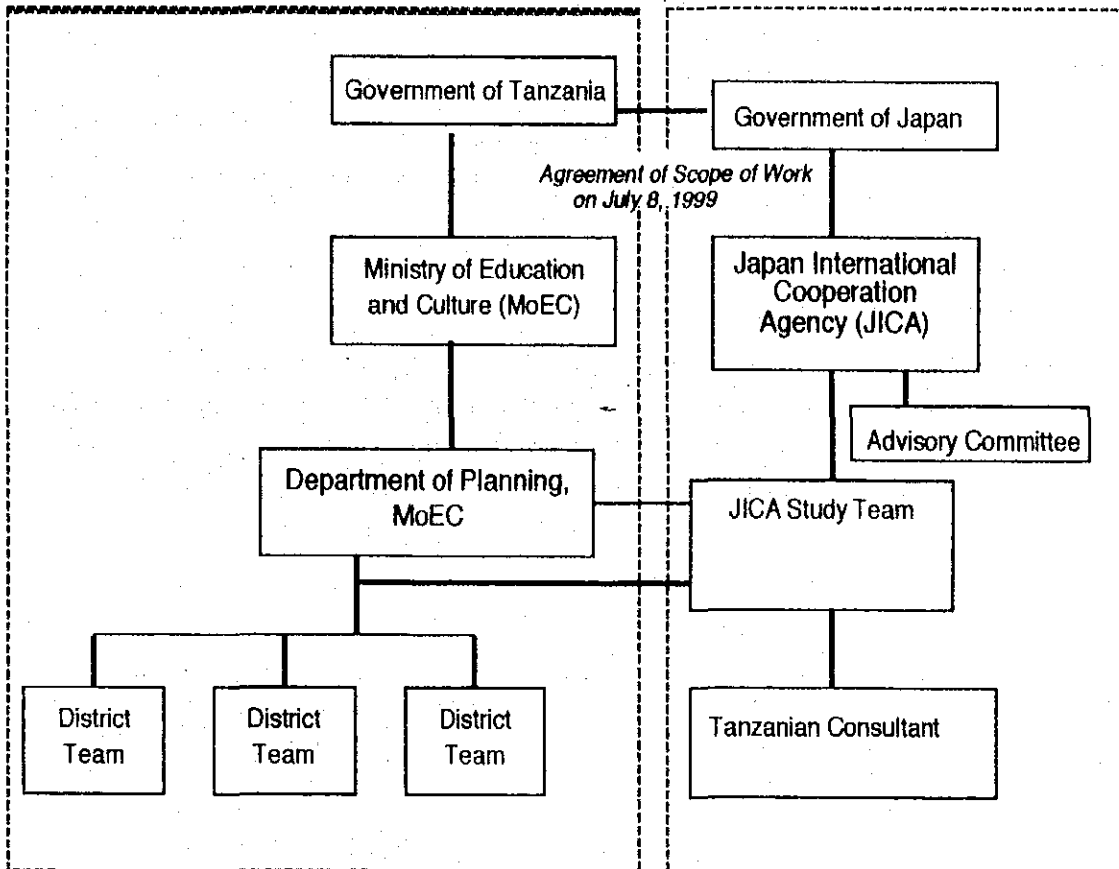 Government of Tanzania
Government of Japan
Agreement of Scope of Work
on July 8, 1999
Ministry of Education
and Culture (MoEC)
Japan International
Cooperation
Agency (JICA)
Advisory Committee
Department of Planning,
MoEC
JICA Study Team
District
Team
District
Team
District
Team
Tanzanian Consultant